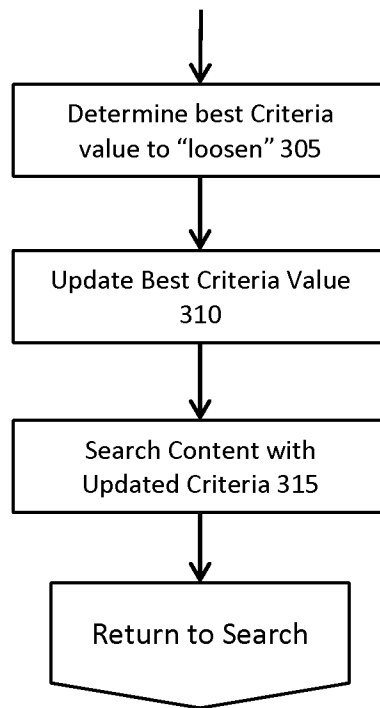 Determine best Criteria
value to “loosen” 305
Update Best Criteria Value
310
Search Content with
Updated Criteria 315
Return to Search